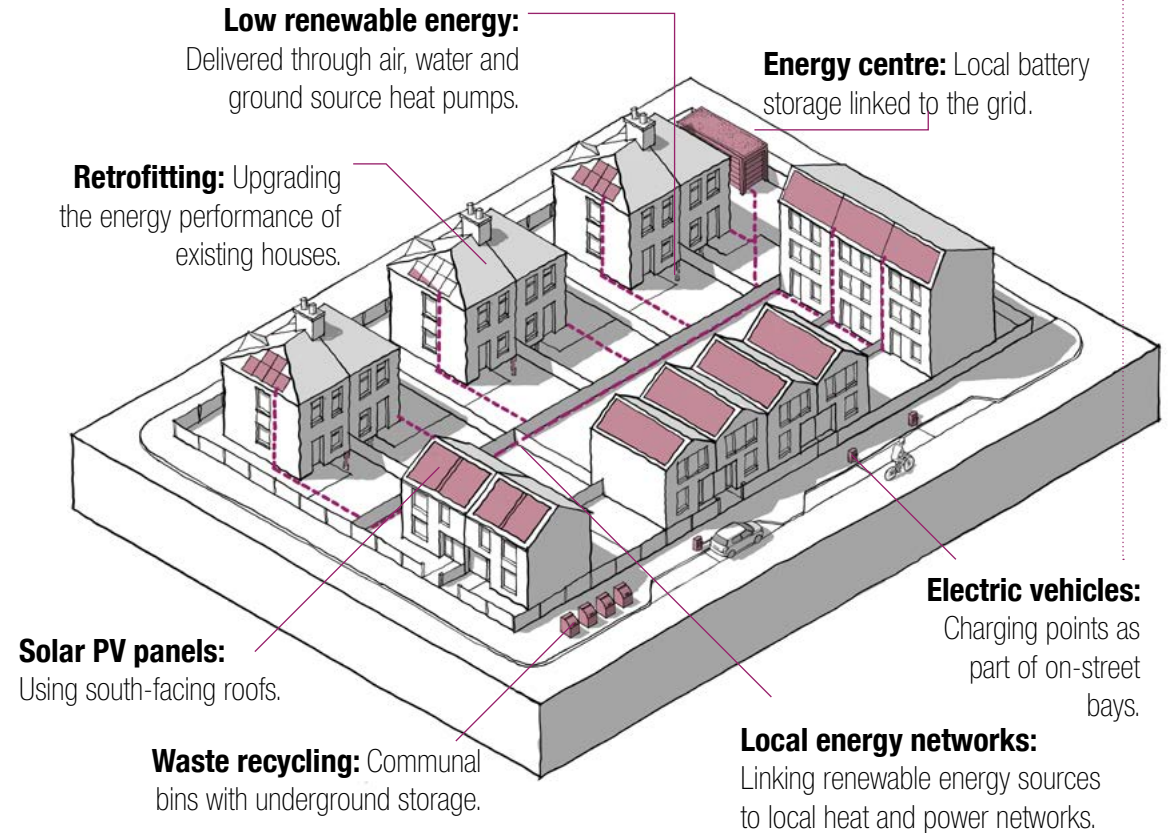 Low renewable energy:
Delivered through air, water and
ground source heat pumps.
Energy centre: Local battery
storage linked to the grid.
Retrofitting: Upgrading
the energy performance of
existing houses.
Electric vehicles:
Charging points as
part of on-street
bays.
Solar PV panels:
Using south-facing roofs.
Local energy networks:
Linking renewable energy sources
to local heat and power networks.
Waste recycling: Communal
bins with underground storage.